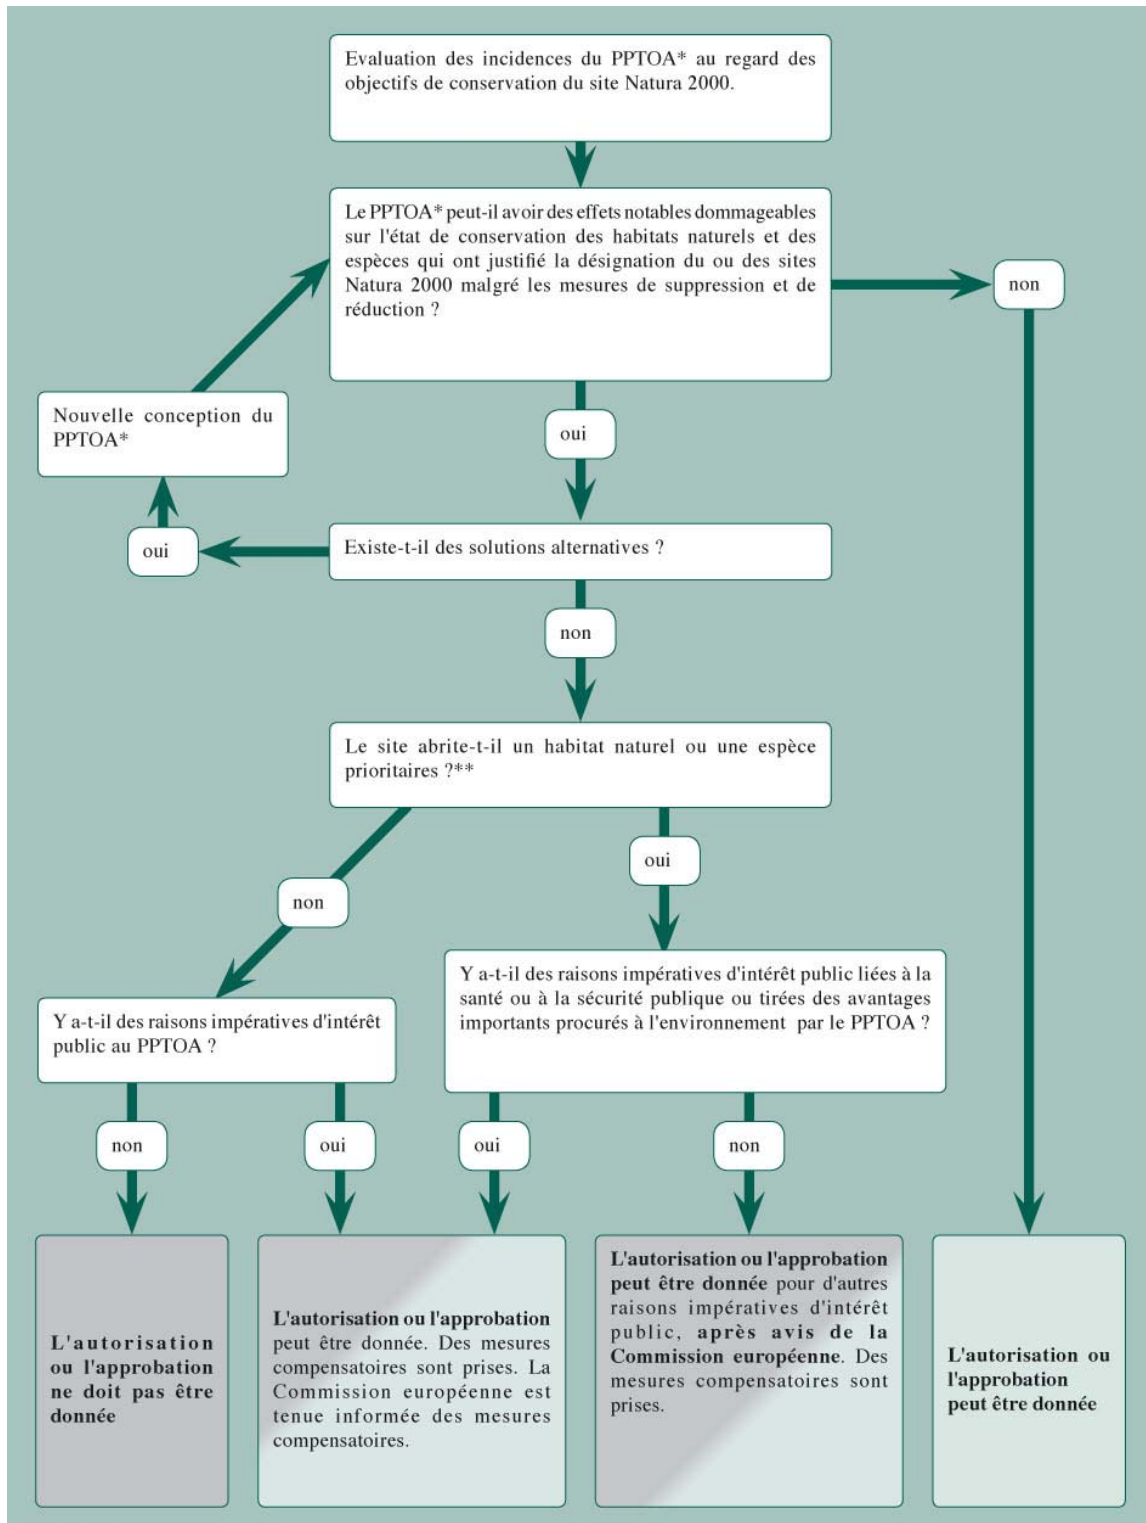 Evaluation des incidences du PPTOA* au regard des
objectifs de conservation du site Natura 2000.
Le PPTOA* peut-il avoir des effets notables dommageables
sur l'état de conservation des habitats naturels et des
espèces qui ont justifié la désignation du ou des sites
Natura 2000 malgré les mesures de suppression et de
réduction ?
non
Nouvelle conception du
PPTOA*
oui
oui
Existe-t-il des solutions alternatives ?
non
Le site abrite-t-il un habitat naturel ou une espèce
prioritaires ?**
oui
non
Y a-t-il des raisons impératives d'intérêt public liées à la
santé ou à la sécurité publique ou tirées des avantages
importants procurés à l'environnement par le PPTOA ?
Y a-t-il des raisons impératives d'intérêt
public au PPTOA ?
non
oui
oui
non
L'autorisation
ou l'approbation
ne doit pas être
donnée
L'autorisation ou l'approbation
peut être donnée. Des mesures
compensatoires sont prises. La
Commission européenne est
tenue informée des mesures
compensatoires.
L'autorisation ou l'approbation
peut être donnée pour d'autres
raisons impératives d'intérêt
public, après avis de la
Commission européenne. Des
mesures compensatoires sont
prises.
L'autorisation ou
l'approbation
peut être donnée